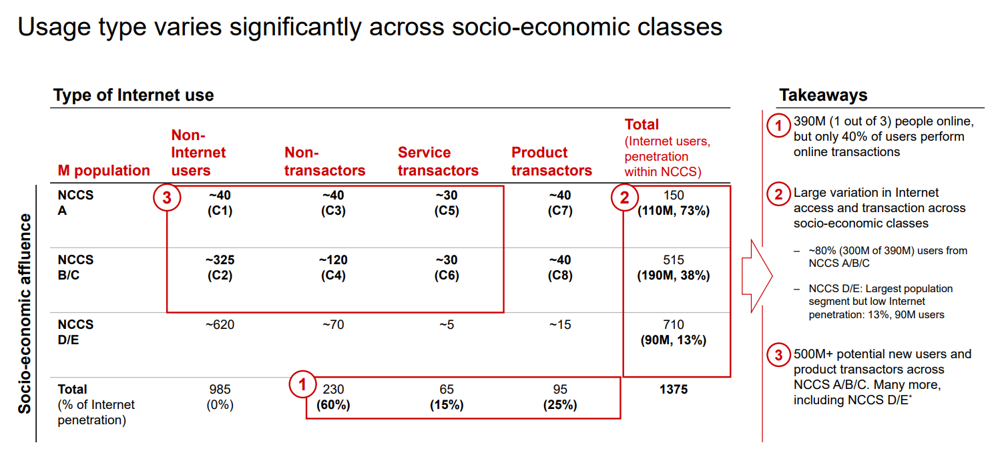 Usage type varies significantly across socio-economic classes
Type of Internet use
M population
Non-
Internet
users
Non-
transactors
Service
transactors
Product
transactors
Total
(Internet users,
penetration
within NCCS)
Socio-economic affluence
NCCS
A
3
~40
(C1)
~40
(C3)
~30
(C5)
~40
(C7)
2
150
(110M, 73%)
NCCS
B/C
~325
(C2)
~120
(C4)
~30
(C6)
~40
(C8)
515
(190M, 38%)
NCCS
D/E
~620
~70
~5
~15
710
(90M, 13%)
Total
(% of Internet
penetration)
985
(0%)
1
230
(60%)
65
(15%)
95
(25%)
1375
Takeaways
1
390M (1 out of 3) people online,
but only 40% of users perform
online transactions
2
Large variation in Internet
access and transaction across
socio-economic classes
– ~80% (300M of 390M) users from
NCCS A/B/C
– NCCS D/E: Largest population
segment but low Internet
penetration: 13%, 90M users
3
500M+ potential new users and
product transactors across
NCCS A/B/C. Many more,
including NCCS D/E*